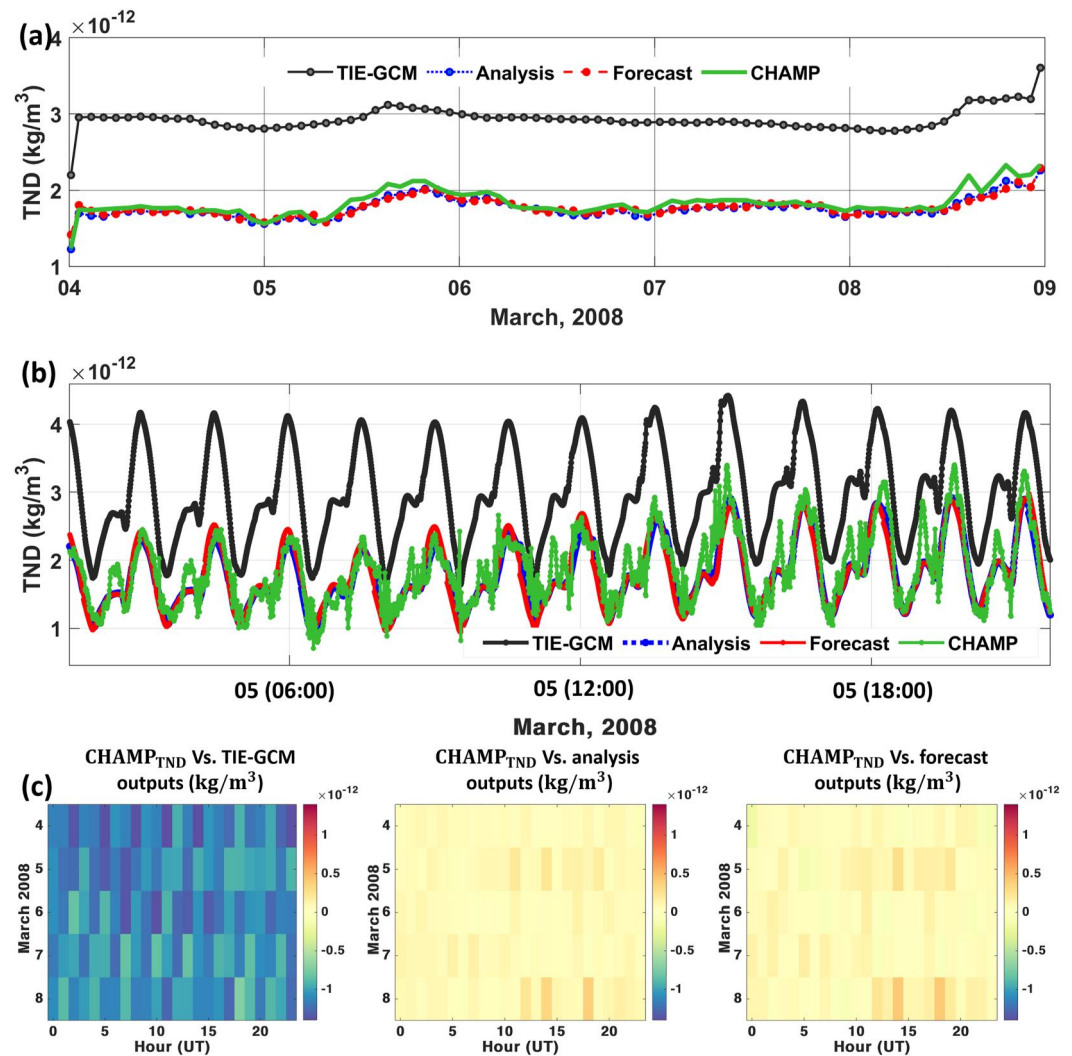 (a)
×10⁻¹²
TIE-GCM Analysis Forecast CHAMP
TND (kg/m³)
4
3
2
1
04 05 06 07 08 09
March, 2008
(b)
×10⁻¹²
TND (kg/m³)
4
3
2
1
TIE-GCM Analysis Forecast CHAMP
05 (06:00) 05 (12:00) 05 (18:00)
March, 2008
(c)
CHAMP_TND Vs. TIE-GCM
outputs (kg/m³)
×10⁻¹²
March 2008
4
5
6
7
8
0 5 10 15 20
Hour (UT)
1
0.5
0
-0.5
-1
CHAMP_TND Vs. analysis
outputs (kg/m³)
×10⁻¹²
March 2008
4
5
6
7
8
0 5 10 15 20
Hour (UT)
1
0.5
0
-0.5
-1
CHAMP_TND Vs. forecast
outputs (kg/m³)
×10⁻¹²
March 2008
4
5
6
7
8
0 5 10 15 20
Hour (UT)
1
0.5
0
-0.5
-1